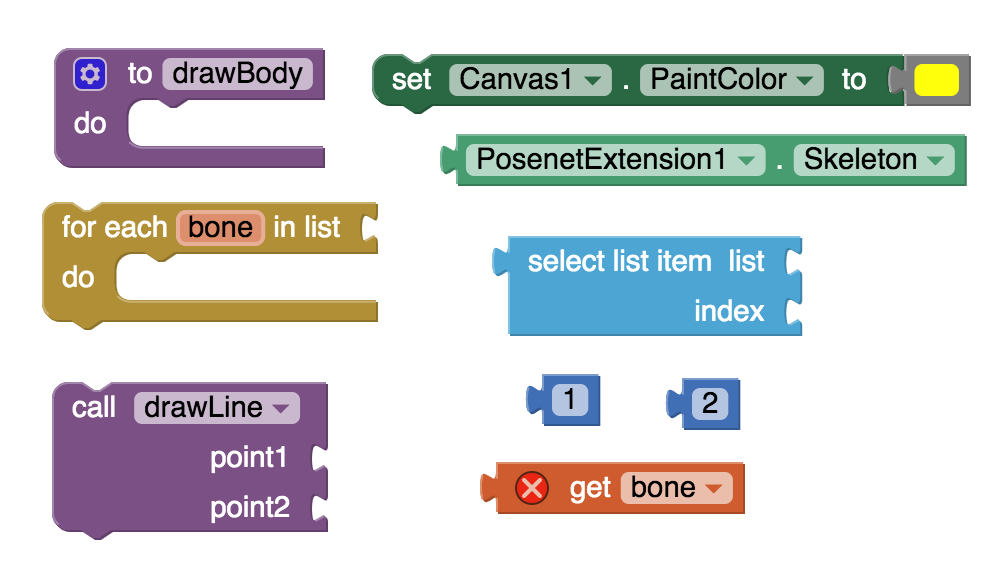 to drawBody
do
set Canvas1 . PaintColor to
PosenetExtension1 . Skeleton
for each bone in list
do
select list item list
index
1
2
call drawLine
point1
point2
get bone